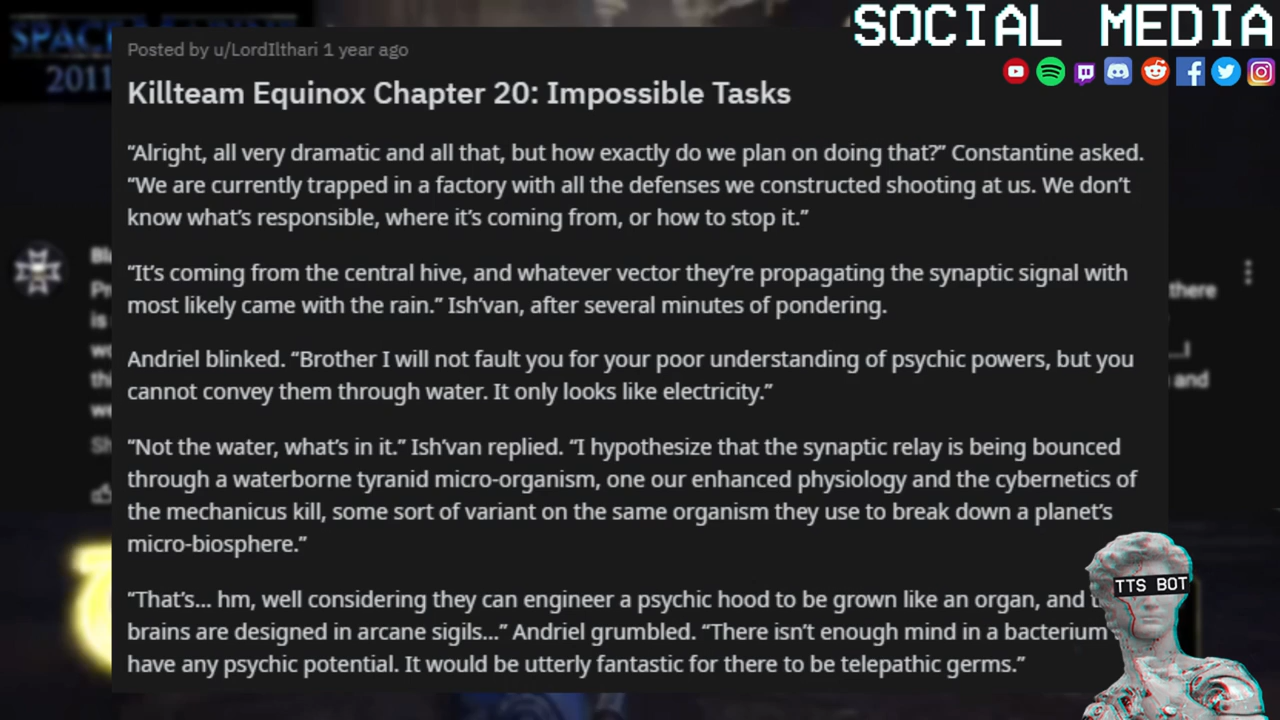 SPACE
2011
SOCIAL MEDIA
Posted by u/LordIlthari 1 year ago
Killteam Equinox Chapter 20: Impossible Tasks
“Alright, all very dramatic and all that, but how exactly do we plan on doing that?” Constantine asked.
“We are currently trapped in a factory with all the defenses we constructed shooting at us. We don’t
know what’s responsible, where it’s coming from, or how to stop it.”
“It’s coming from the central hive, and whatever vector they’re propagating the synaptic signal with
most likely came with the rain.” Ish’van, after several minutes of pondering.
Andriel blinked. “Brother I will not fault you for your poor understanding of psychic powers, but you
cannot convey them through water. It only looks like electricity.”
“Not the water, what’s in it.” Ish’van replied. “I hypothesize that the synaptic relay is being bounced
through a waterborne tyranid micro-organism, one our enhanced physiology and the cybernetics of
the mechanicus kill, some sort of variant on the same organism they use to break down a planet’s
micro-biosphere.”
“That’s... hm, well considering they can engineer a psychic hood to be grown like an organ, and
brains are designed in arcane sigils...” Andriel grumbled. “There isn’t enough mind in a bacterium
have any psychic potential. It would be utterly fantastic for there to be telepathic germs.”
TTS BOT
there
and